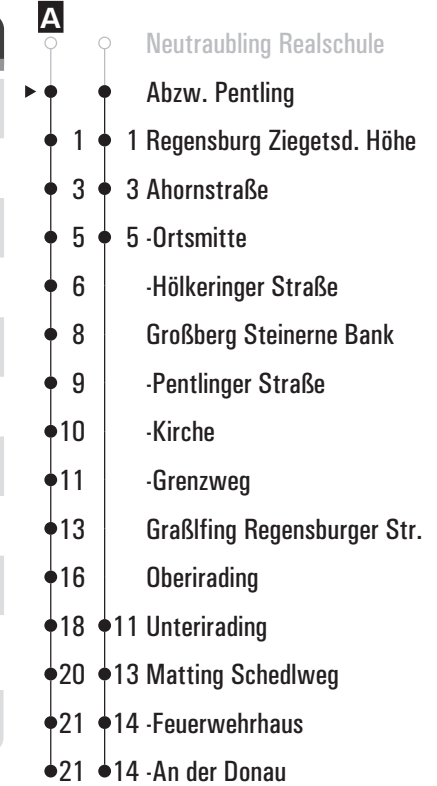 A
Neutraubling Realschule
Abzw. Pentling
1 1 Regensburg Ziegetsd. Höhe
3 3 Ahornstraße
5 5 -Ortsmitte
6 -Hölkeringer Straße
8 Großberg Steinerne Bank
9 -Pentlinger Straße
10 -Kirche
11 -Grenzweg
13 Graßlfing Regensburger Str.
16 Oberirading
18 11 Unterirading
20 13 Matting Schedlweg
21 14 -Feuerwehrhaus
21 14 -An der Donau